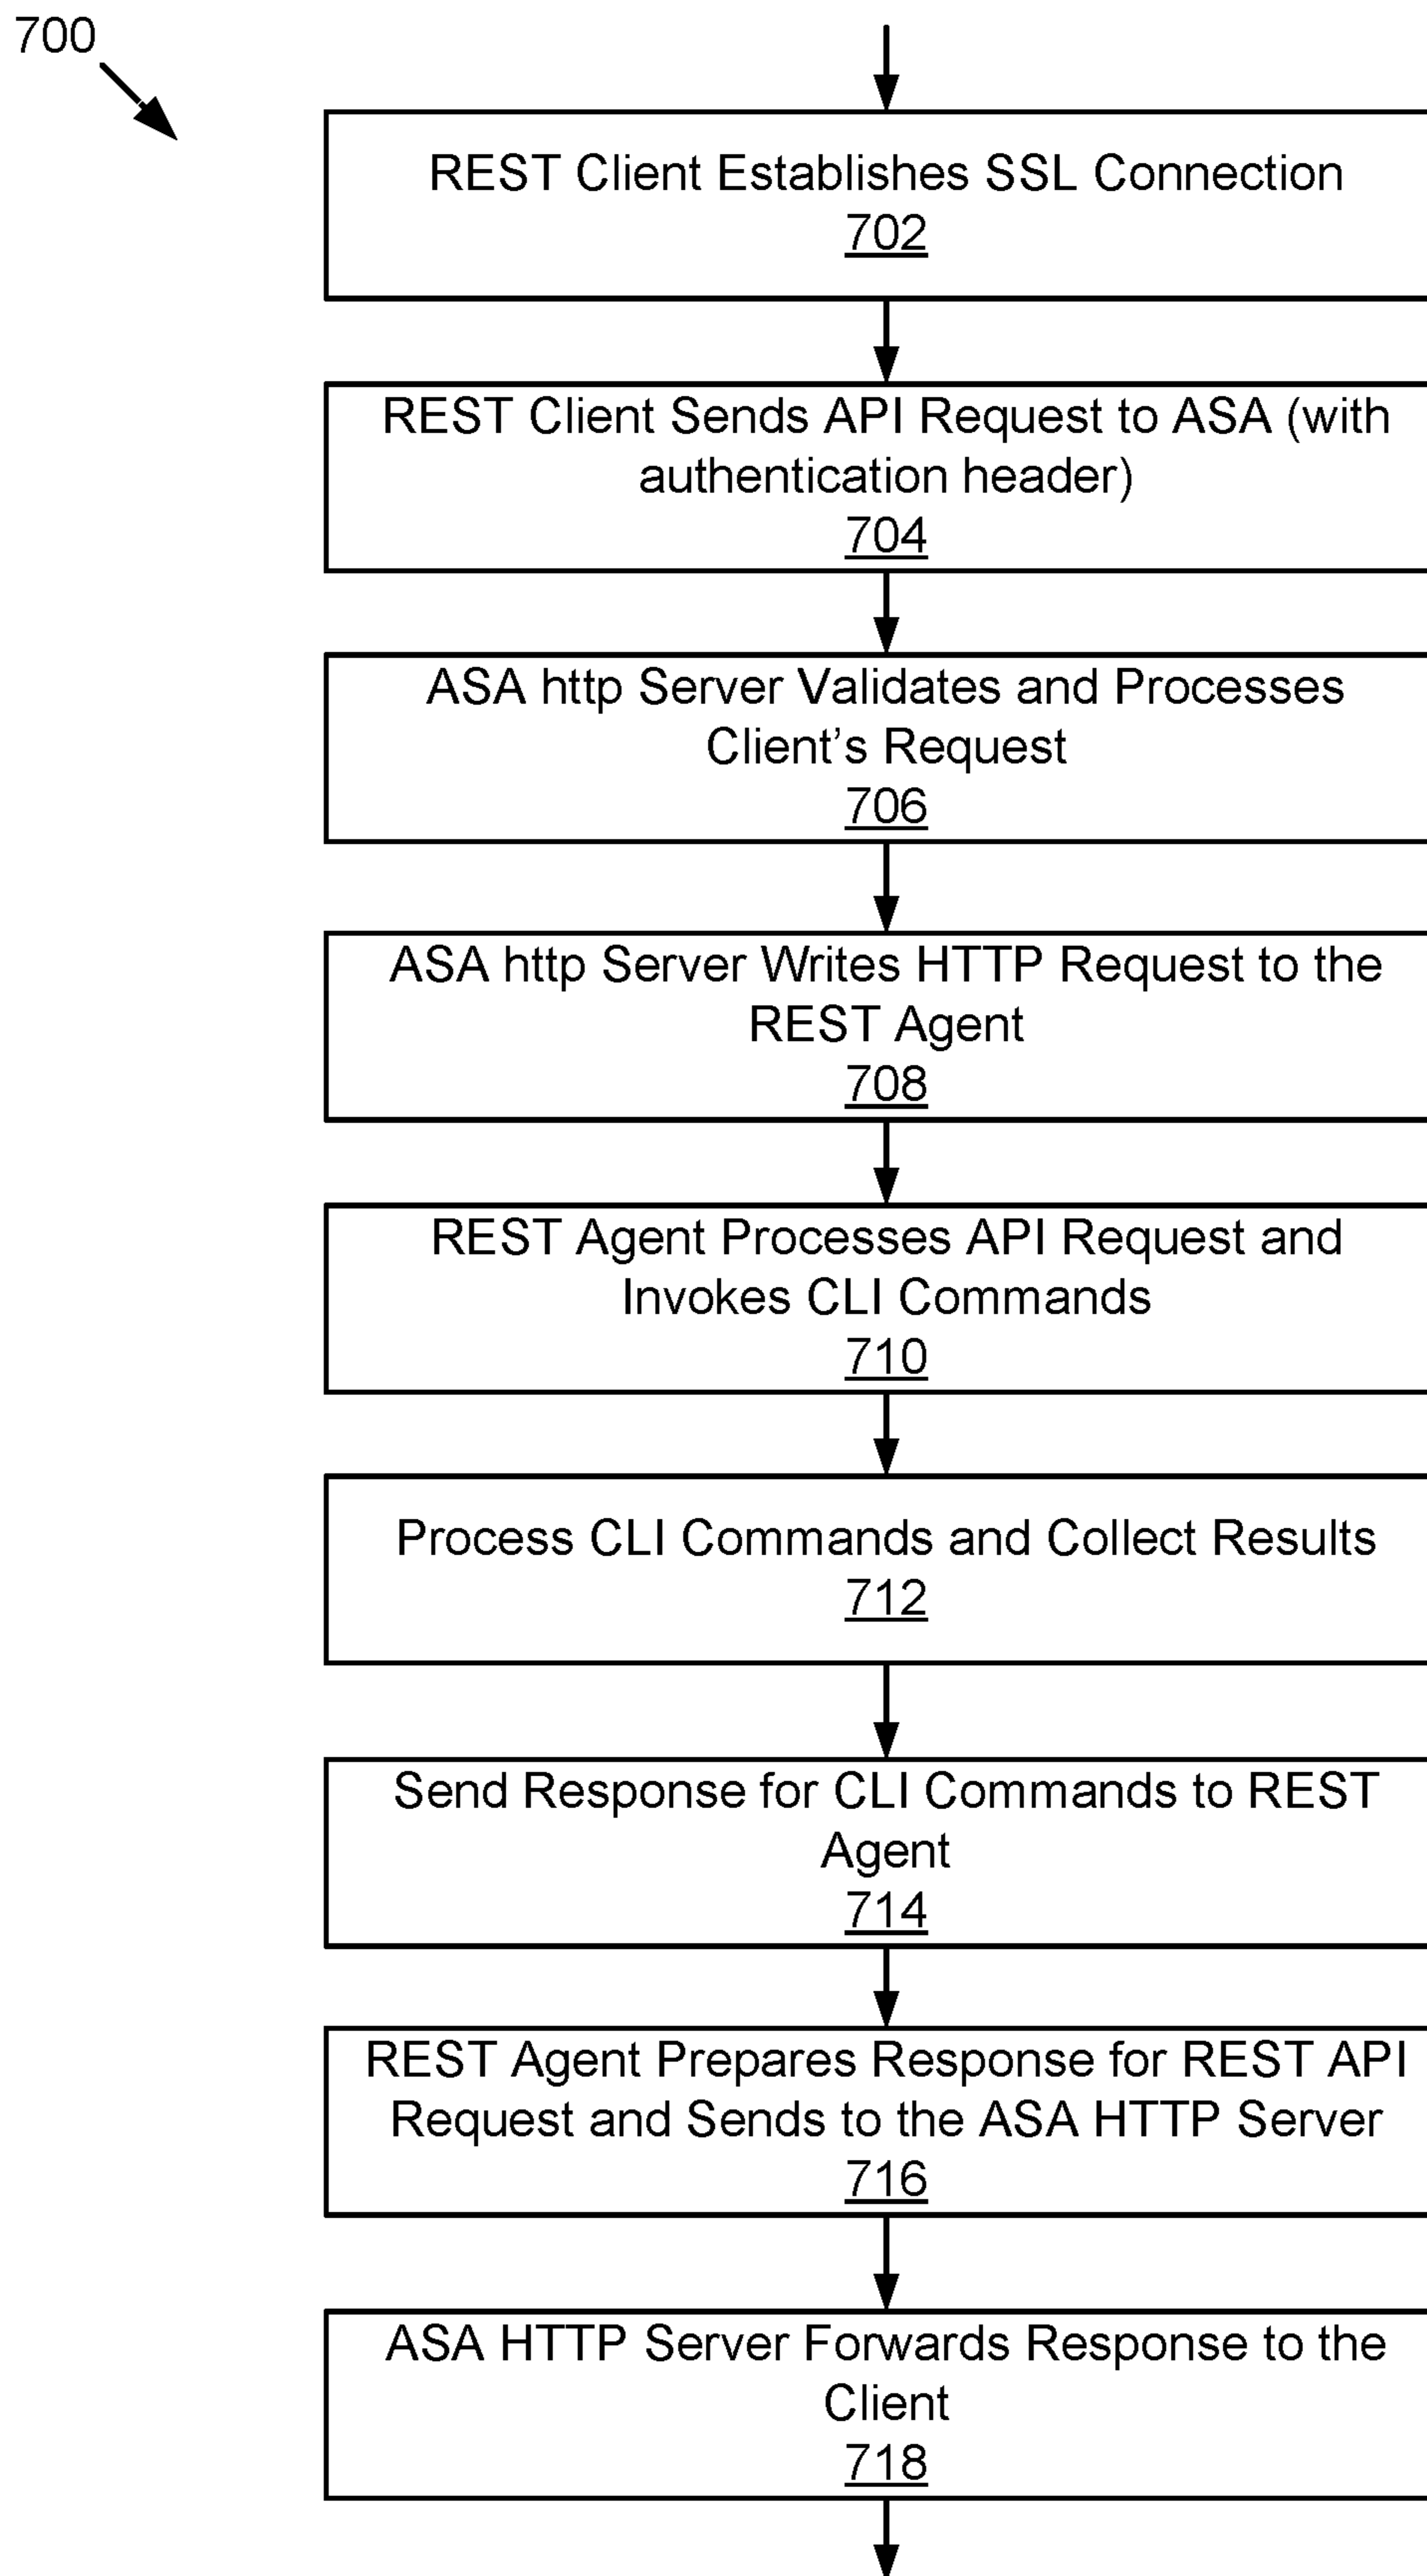 700
REST Client Establishes SSL Connection
702
REST Client Sends API Request to ASA (with
authentication header)
704
ASA http Server Validates and Processes
Client’s Request
706
ASA http Server Writes HTTP Request to the
REST Agent
708
REST Agent Processes API Request and
Invokes CLI Commands
710
Process CLI Commands and Collect Results
712
Send Response for CLI Commands to REST
Agent
714
REST Agent Prepares Response for REST API
Request and Sends to the ASA HTTP Server
716
ASA HTTP Server Forwards Response to the
Client
718